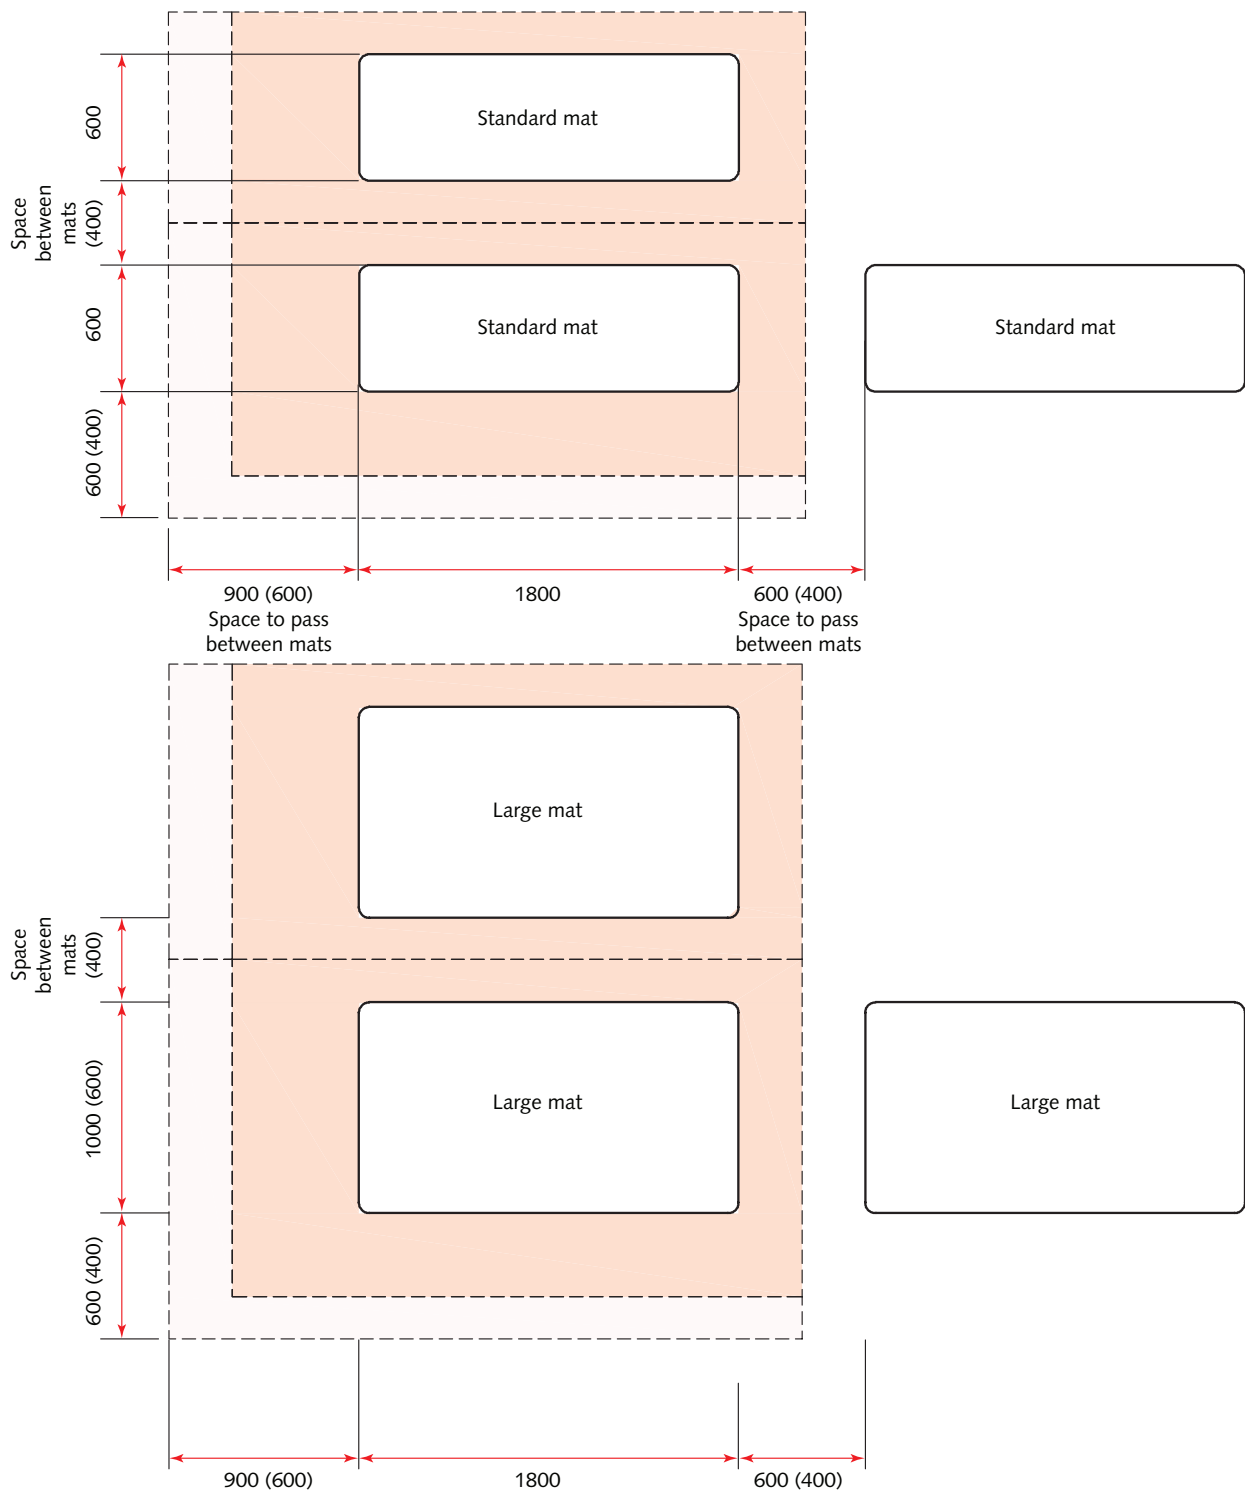 600
Standard mat
Space
between
mats
(400)
600
Standard mat
Standard mat
600 (400)
900 (600)
Space to pass
between mats
1800
600 (400)
Space to pass
between mats
Large mat
Space
between
mats
(400)
1000 (600)
Large mat
Large mat
600 (400)
900 (600)
1800
600 (400)